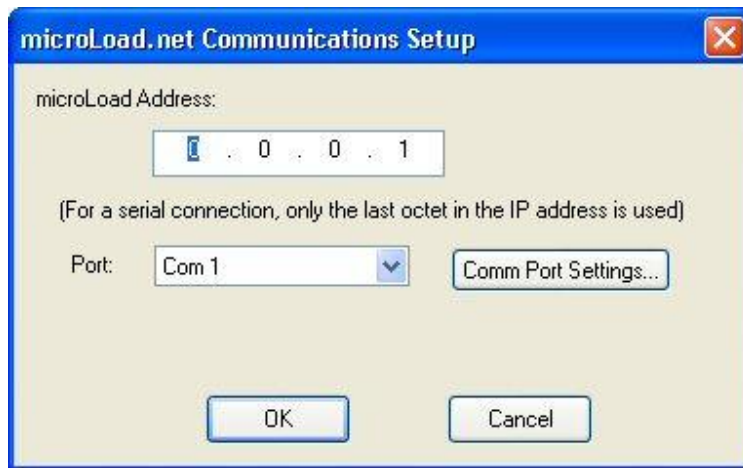 microLoad.net Communications Setup
microLoad Address:
0 . 0 . 0 . 1
(For a serial connection, only the last octet in the IP address is used)
Port: Com 1 Comm Port Settings...
OK Cancel